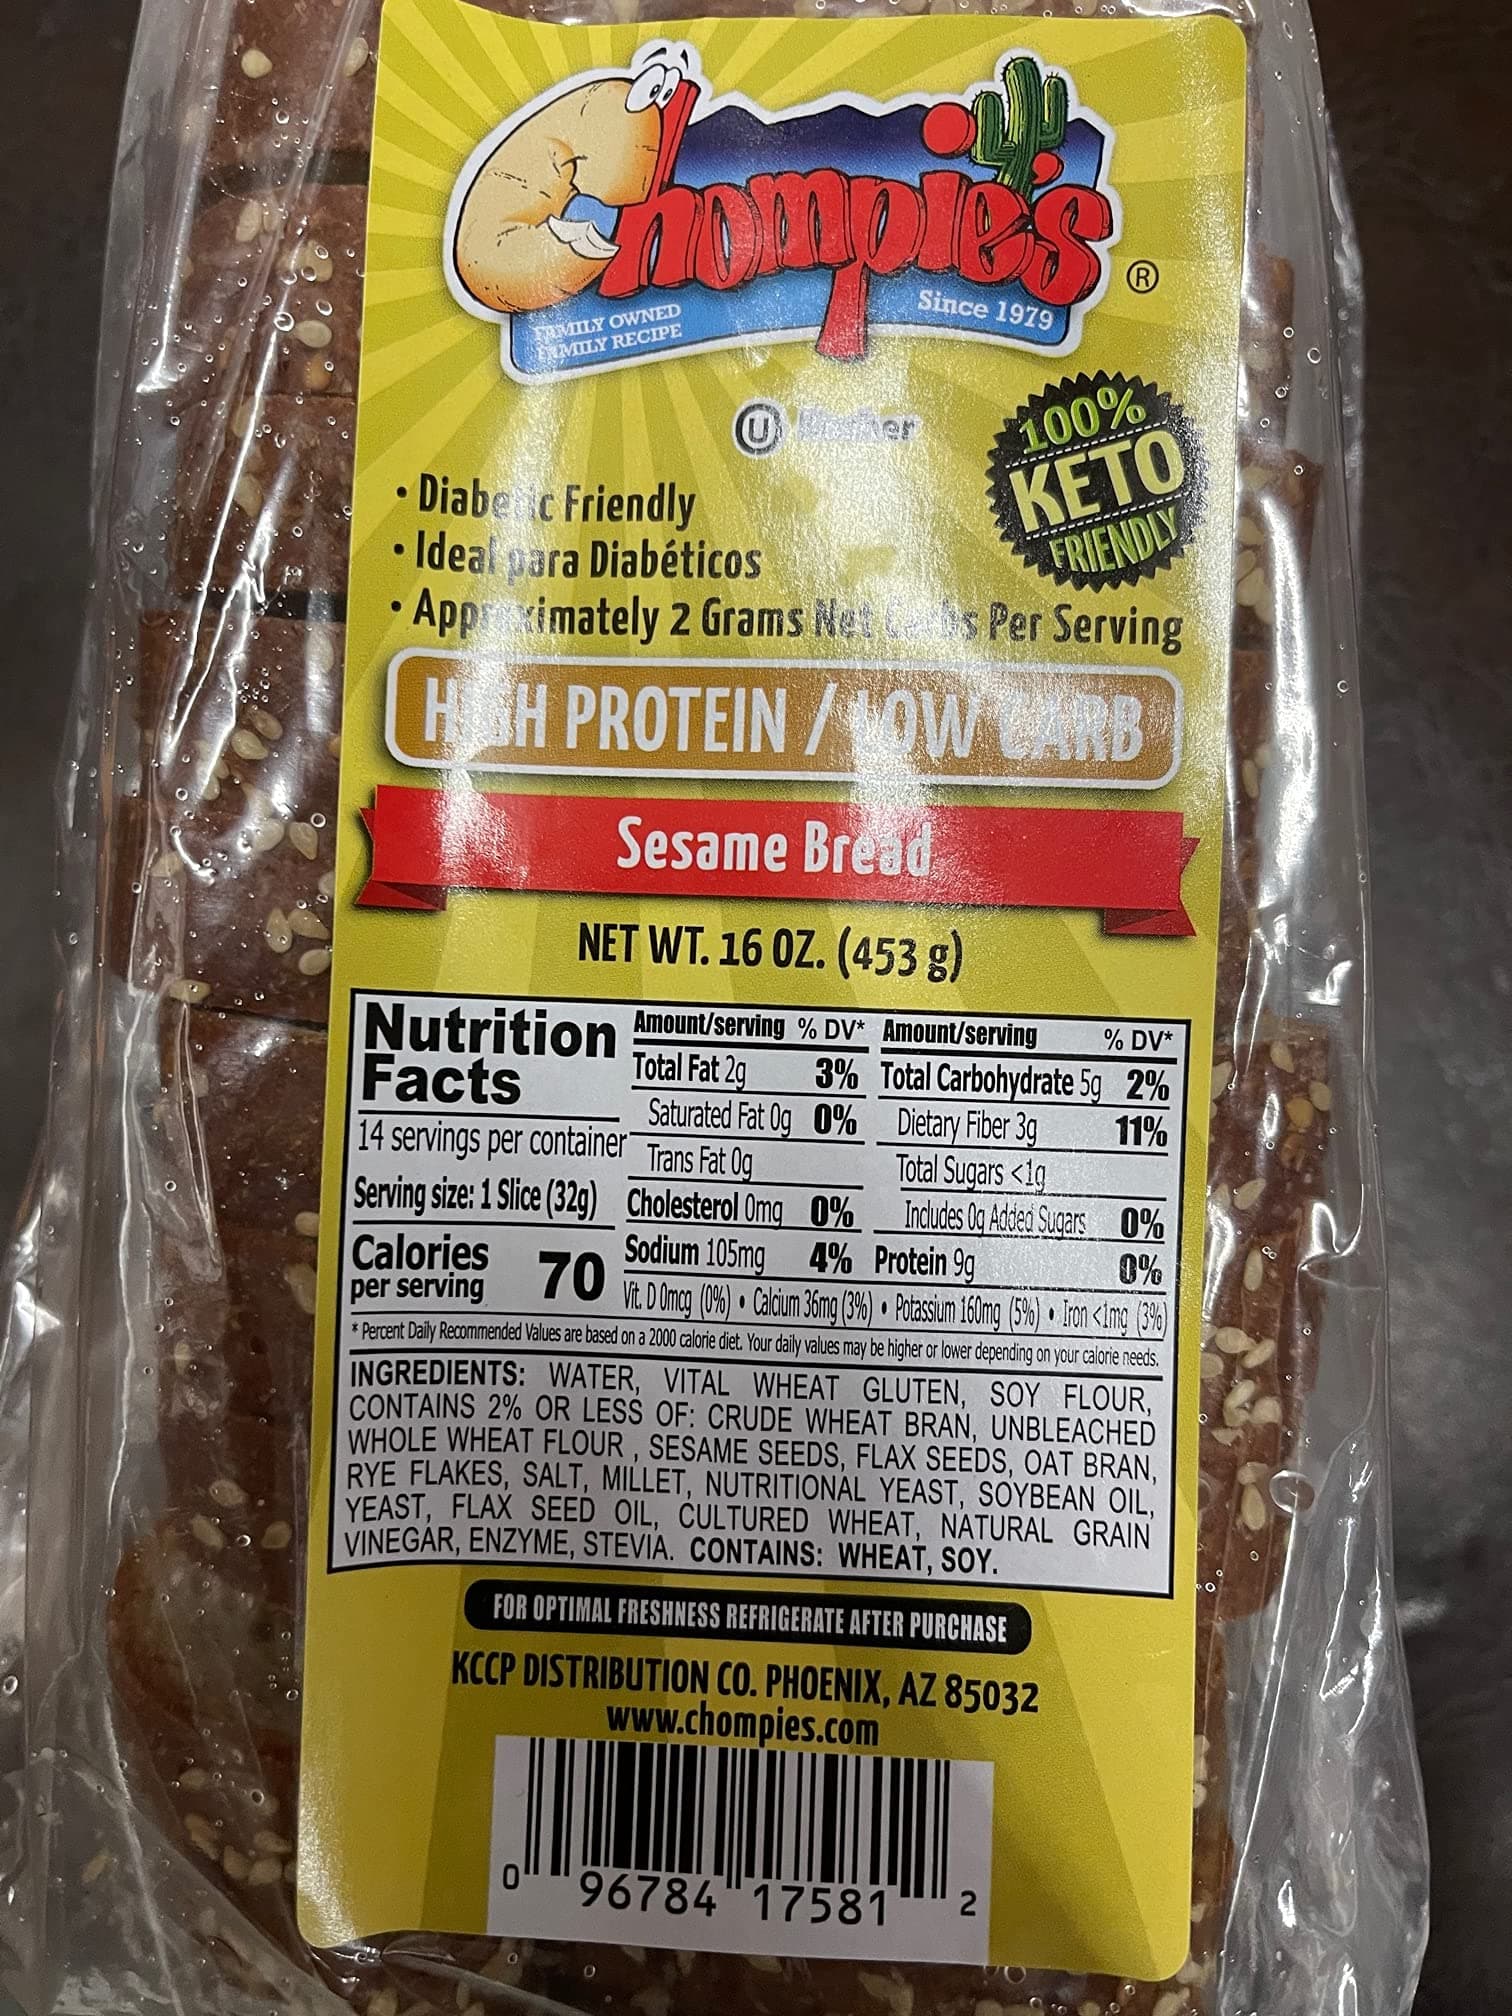 Chompie's ®
FAMILY OWNED
FAMILY RECIPE
Since 1979
U
100%
KETO
FRIENDLY
• Diabetic Friendly
• Ideal para Diabéticos
• Approximately 2 Grams Net Carbs Per Serving
HIGH PROTEIN / LOW CARB
Sesame Bread
NET WT. 16 OZ. (453 g)
Nutrition
Facts
14 servings per container
Serving size: 1 Slice (32g)
Calories
per serving 70
Amount/serving % DV*
Total Fat 2g 3%
Saturated Fat 0g 0%
Trans Fat 0g
Cholesterol 0mg 0%
Sodium 105mg 4%
Amount/serving % DV*
Total Carbohydrate 5g 2%
Dietary Fiber 3g 11%
Total Sugars <1g
Includes 0g Added Sugars 0%
Protein 9g 0%
Vit. D 0mcg (0%) • Calcium 36mg (3%) • Potassium 160mg (5%) • Iron <1mg (3%)
* Percent Daily Recommended Values are based on a 2000 calorie diet. Your daily values may be higher or lower depending on your calorie needs.
INGREDIENTS: WATER, VITAL WHEAT GLUTEN, SOY FLOUR,
CONTAINS 2% OR LESS OF: CRUDE WHEAT BRAN, UNBLEACHED
WHOLE WHEAT FLOUR , SESAME SEEDS, FLAX SEEDS, OAT BRAN,
RYE FLAKES, SALT, MILLET, NUTRITIONAL YEAST, SOYBEAN OIL,
YEAST, FLAX SEED OIL, CULTURED WHEAT, NATURAL GRAIN
VINEGAR, ENZYME, STEVIA. CONTAINS: WHEAT, SOY.
FOR OPTIMAL FRESHNESS REFRIGERATE AFTER PURCHASE
KCCP DISTRIBUTION CO. PHOENIX, AZ 85032
www.chompies.com
0 96784 17581 2